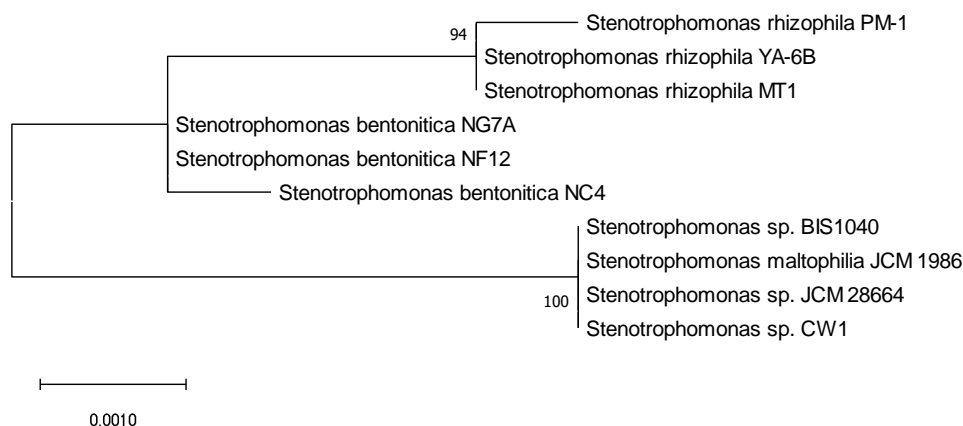 Stenotrophomonas rhizophila PM-1
94
Stenotrophomonas rhizophila YA-6B
Stenotrophomonas rhizophila MT1
Stenotrophomonas bentonitica NG7A
Stenotrophomonas bentonitica NF12
Stenotrophomonas bentonitica NC4
Stenotrophomonas sp. BIS1040
Stenotrophomonas maltophilia JCM 1986
Stenotrophomonas sp. JCM 28664
100
Stenotrophomonas sp. CW1
0.0010